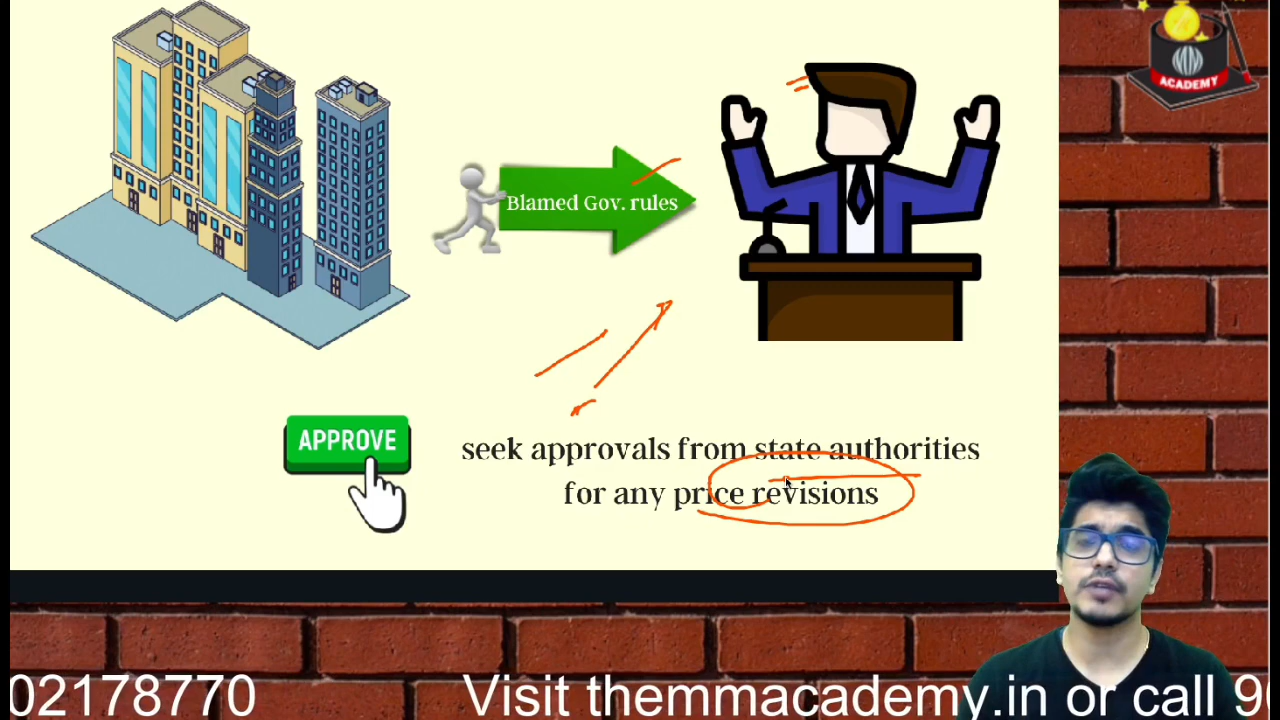 ACADEMY
Blamed Gov. rules
APPROVE
seek approvals from state authorities
for any price revisions
02178770 Visit themmacademy.in or call 90